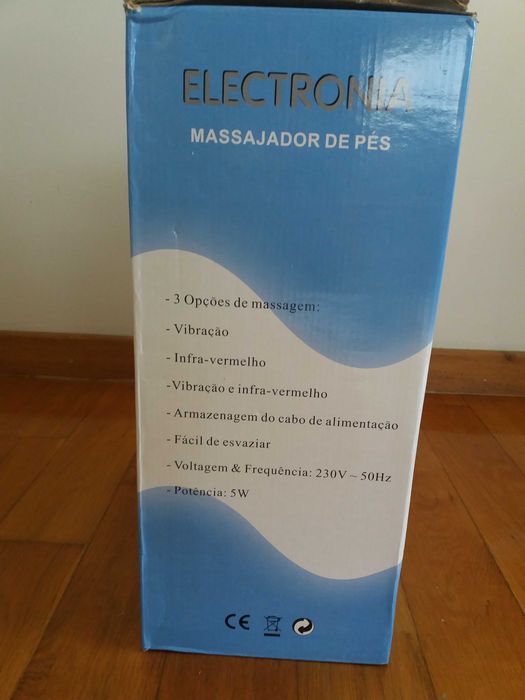 ELECTRONIA
MASSAJADOR DE PÉS
- 3 Opções de massagem:
- Vibração
- Infra-vermelho
-Vibração e infra-vermelho
- Armazenagem do cabo de alimentação
- Fácil de esvaziar
- Voltagem & Frequência: 230V ~ 50Hz
- Potência: 5W
CE